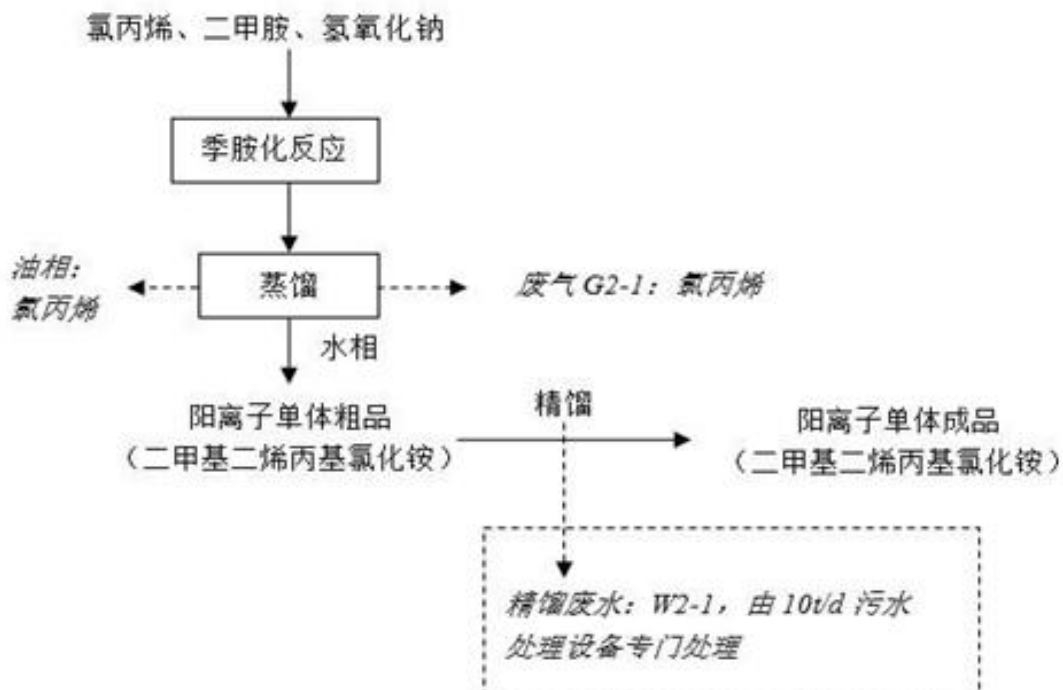 氯丙烯、二甲胺、氢氧化钠
季胺化反应
油相：
氯丙烯
蒸馏
废气 G2-1：氯丙烯
水相
阳离子单体粗品
（二甲基二烯丙基氯化铵）
精馏
阳离子单体成品
（二甲基二烯丙基氯化铵）
精馏废水：W2-1，由 10t/d 污水
处理设备专门处理